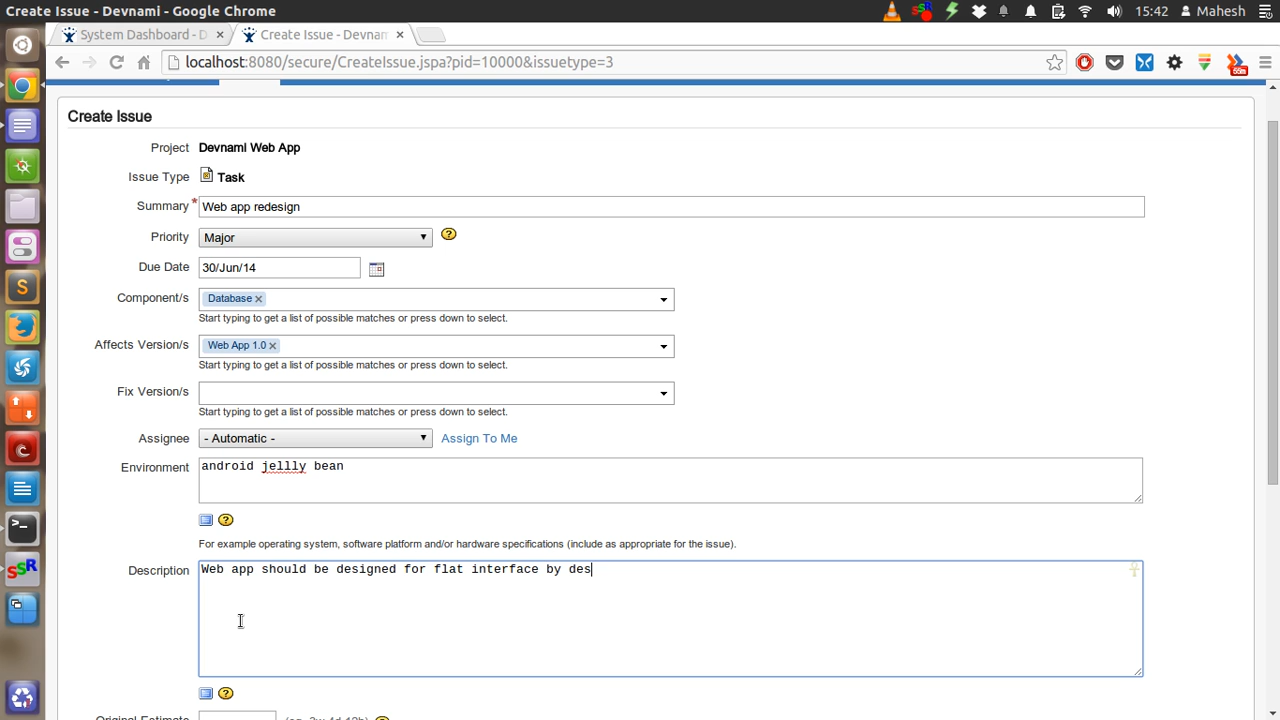 Create Issue - Devnami - Google Chrome
15:42 Mahesh
System Dashboard - D
Create Issue - Devnam
localhost:8080/secure/CreateIssue.jspa?pid=10000&issuetype=3
55m
Create Issue
Project Devnami Web App
Issue Type Task
Summary * Web app redesign
Priority Major
Due Date 30/Jun/14
Component/s Database
Start typing to get a list of possible matches or press down to select.
Affects Version/s Web App 1.0
Start typing to get a list of possible matches or press down to select.
Fix Version/s
Start typing to get a list of possible matches or press down to select.
Assignee - Automatic - Assign To Me
Environment android jellly bean
For example operating system, software platform and/or hardware specifications (include as appropriate for the issue).
Description Web app should be designed for flat interface by des
Original Estimate (eg. 3w 4d 12h)